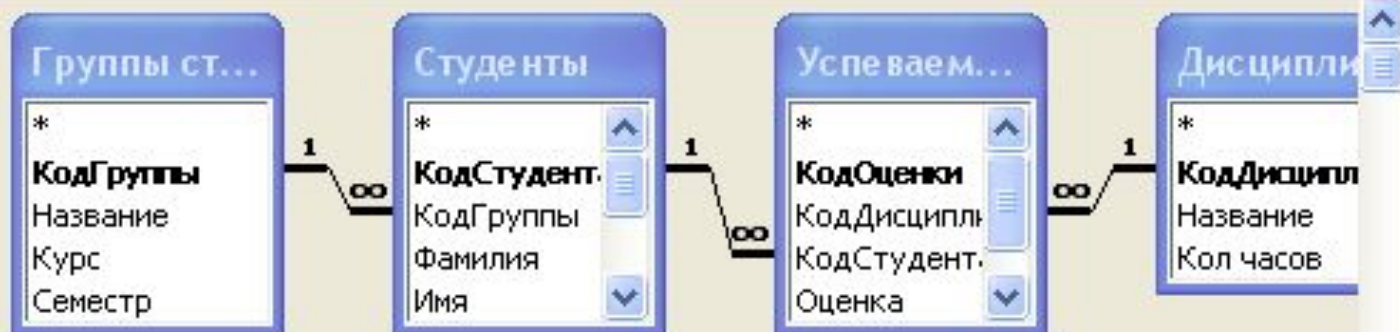 Группы ст...
*
КодГруппы
Название
Курс
Семестр
1
∞
Студенты
*
КодСтудент
КодГруппы
Фамилия
Имя
1
∞
Успеваем...
*
КодОценки
КодДисципли
КодСтудент
Оценка
∞
1
Дисципли
*
КодДисципл
Название
Кол часов